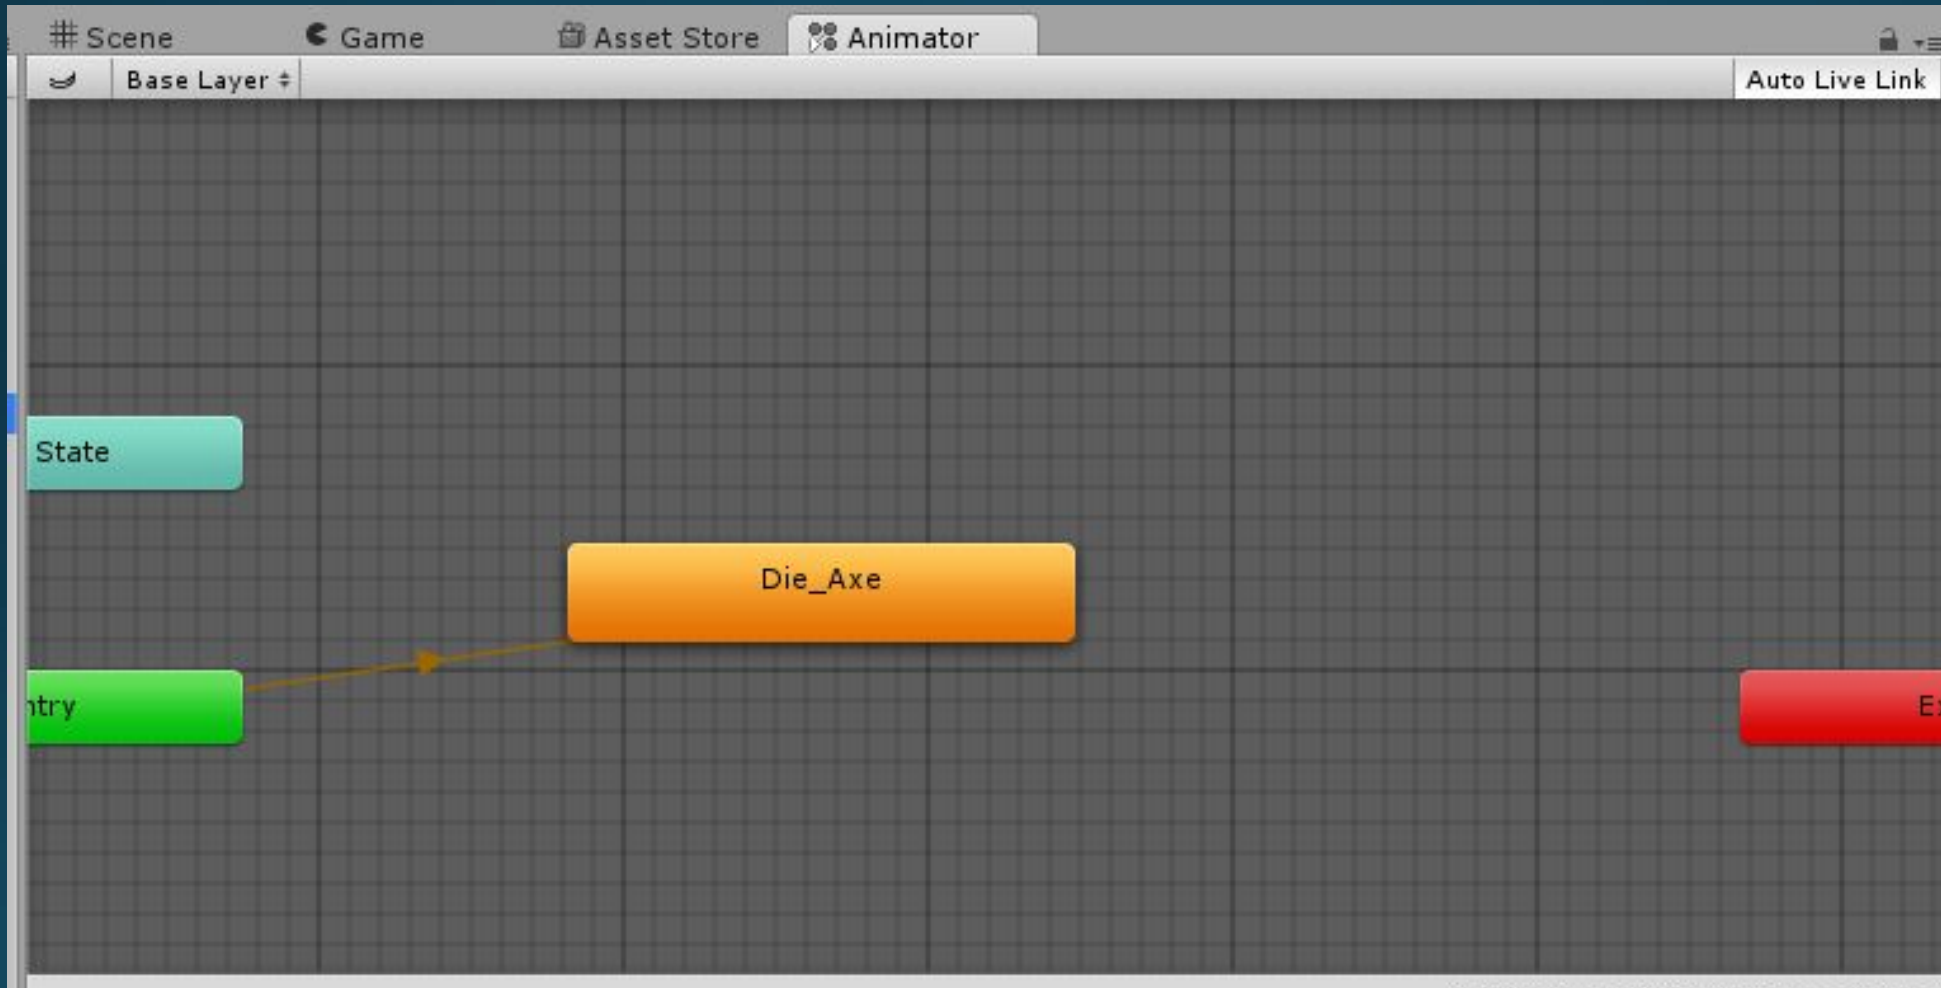 Scene Game Asset Store Animator
Base Layer Auto Live Link
State
Die_Axe
ntry